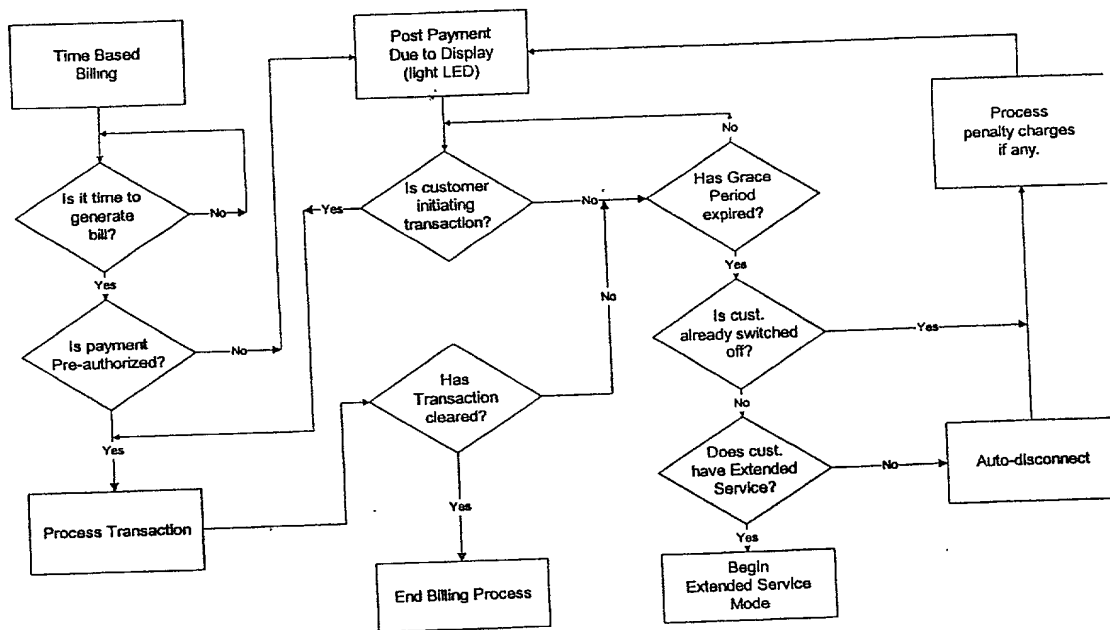 Time Based
Billing
Is it time to
generate
bill?
No
Yes
Is payment
Pre-authorized?
No
Yes
Process Transaction
Post Payment
Due to Display
(light LED)
Is customer
initiating
transaction?
Yes
No
Has
Transaction
cleared?
No
Yes
End Billing Process
No
Has Grace
Period
expired?
Yes
Is cust.
already switched
off?
Yes
No
Does cust.
have Extended
Service?
No
Yes
Begin
Extended Service
Mode
Process
penalty charges
if any.
Auto-disconnect